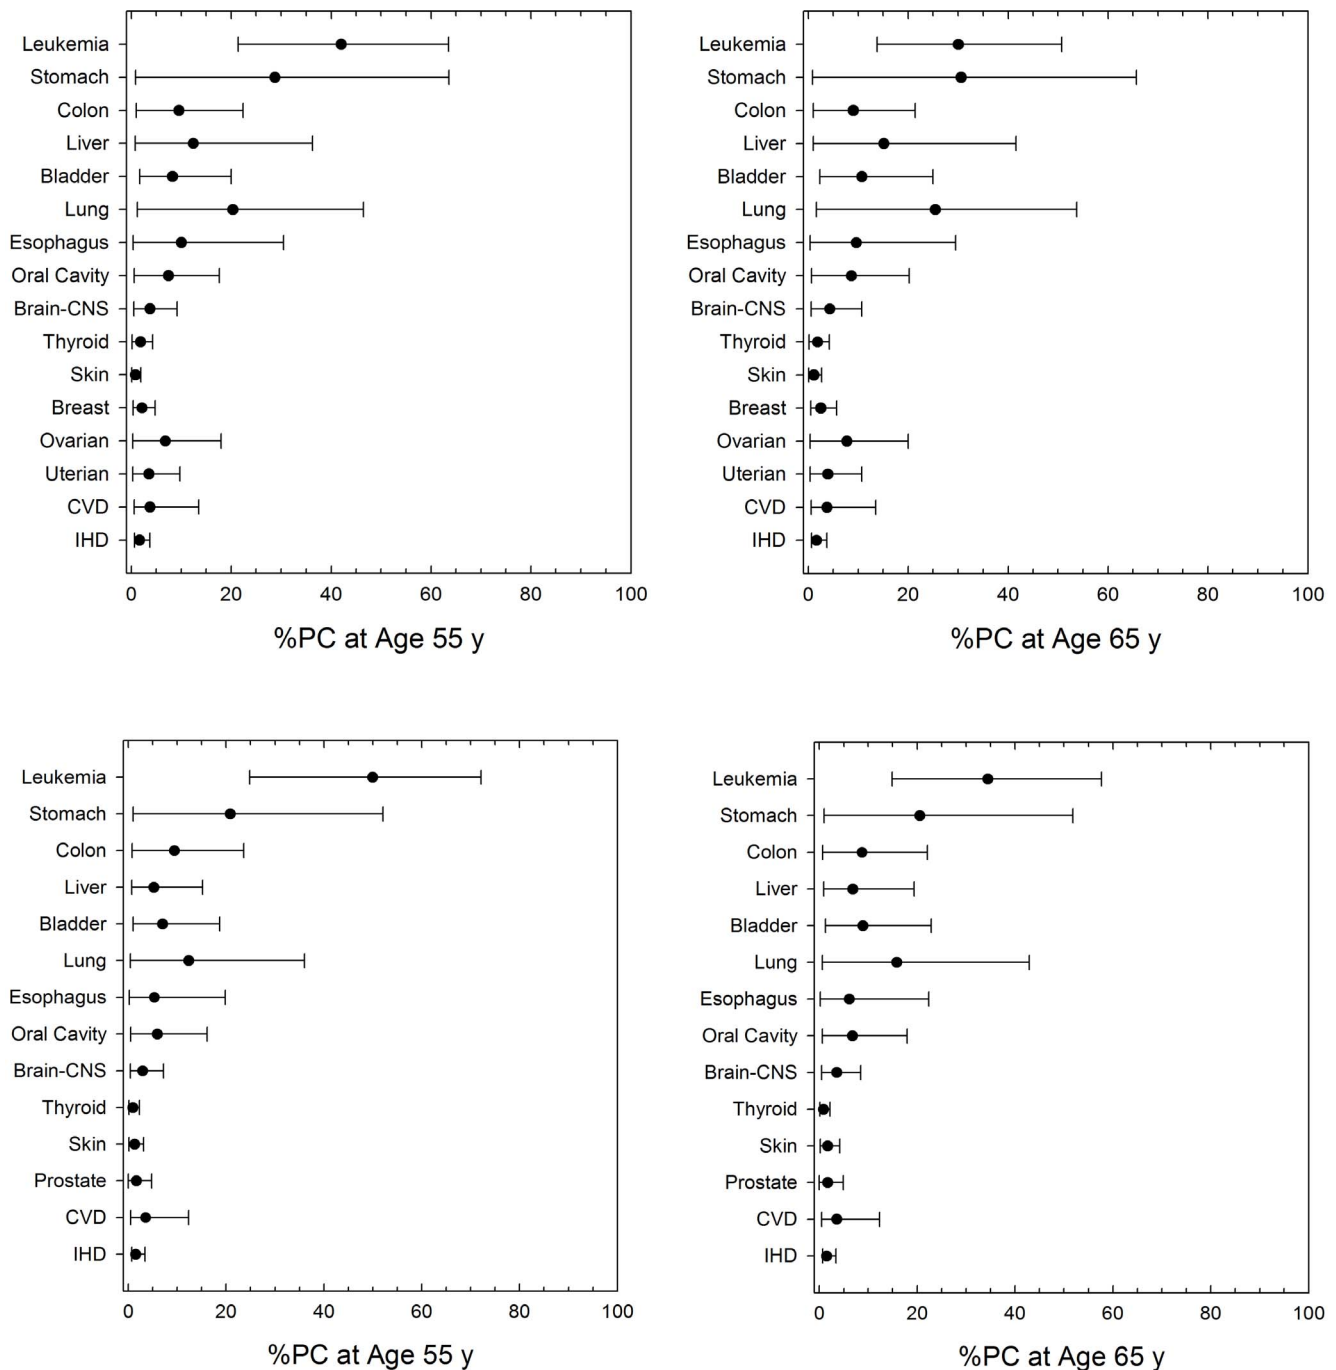 Leukemia
Stomach
Colon
Liver
Bladder
Lung
Esophagus
Oral Cavity
Brain-CNS
Thyroid
Skin
Breast
Ovarian
Uterian
CVD
IHD
0 20 40 60 80 100
%PC at Age 55 y
Leukemia
Stomach
Colon
Liver
Bladder
Lung
Esophagus
Oral Cavity
Brain-CNS
Thyroid
Skin
Breast
Ovarian
Uterian
CVD
IHD
0 20 40 60 80 100
%PC at Age 65 y
Leukemia
Stomach
Colon
Liver
Bladder
Lung
Esophagus
Oral Cavity
Brain-CNS
Thyroid
Skin
Prostate
CVD
IHD
0 20 40 60 80 100
%PC at Age 55 y
Leukemia
Stomach
Colon
Liver
Bladder
Lung
Esophagus
Oral Cavity
Brain-CNS
Thyroid
Skin
Prostate
CVD
IHD
0 20 40 60 80 100
%PC at Age 65 y